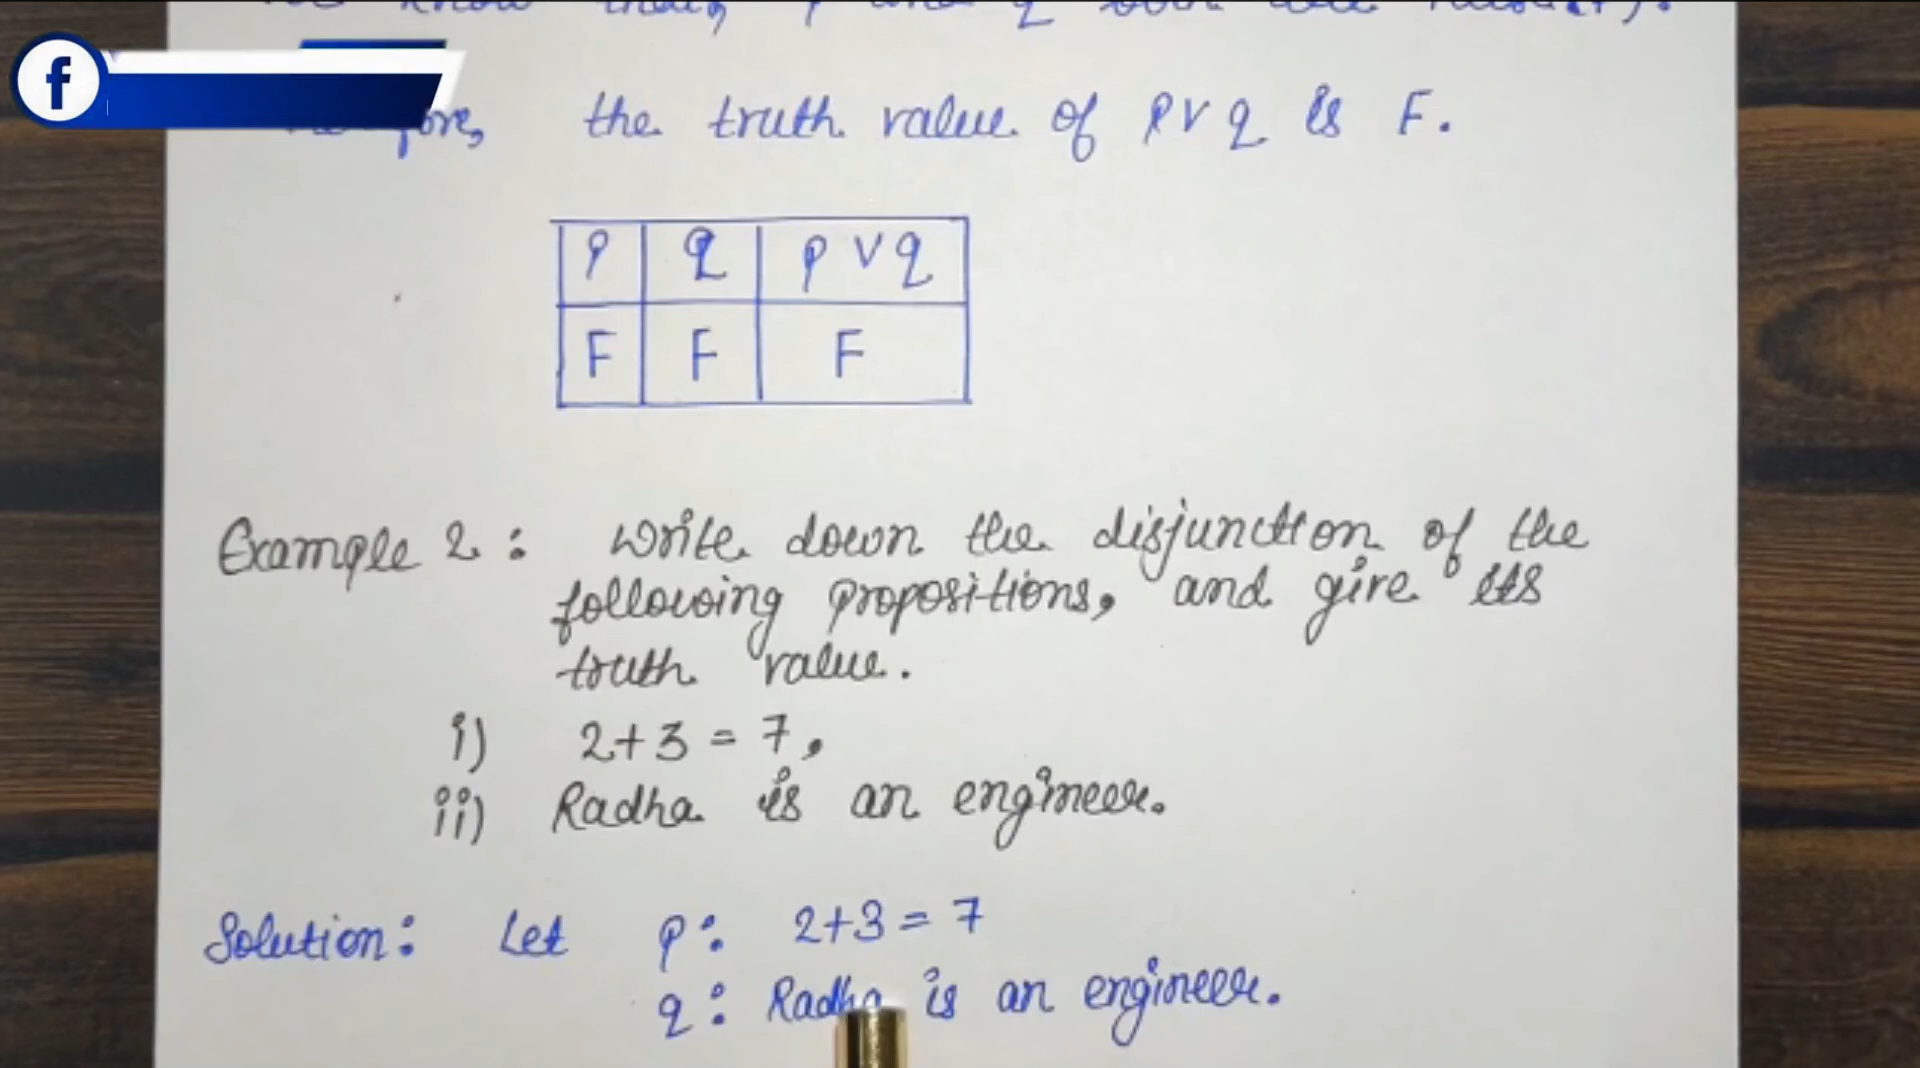 f
the truth value of p ∨ q is F.
p q p ∨ q
F F F
Example 2 : Write down the disjunction of the
following propositions, and give its
truth value.
i) 2+3 = 7,
ii) Radha is an engineer.
Solution : Let p : 2+3 = 7
q : Radha is an engineer.